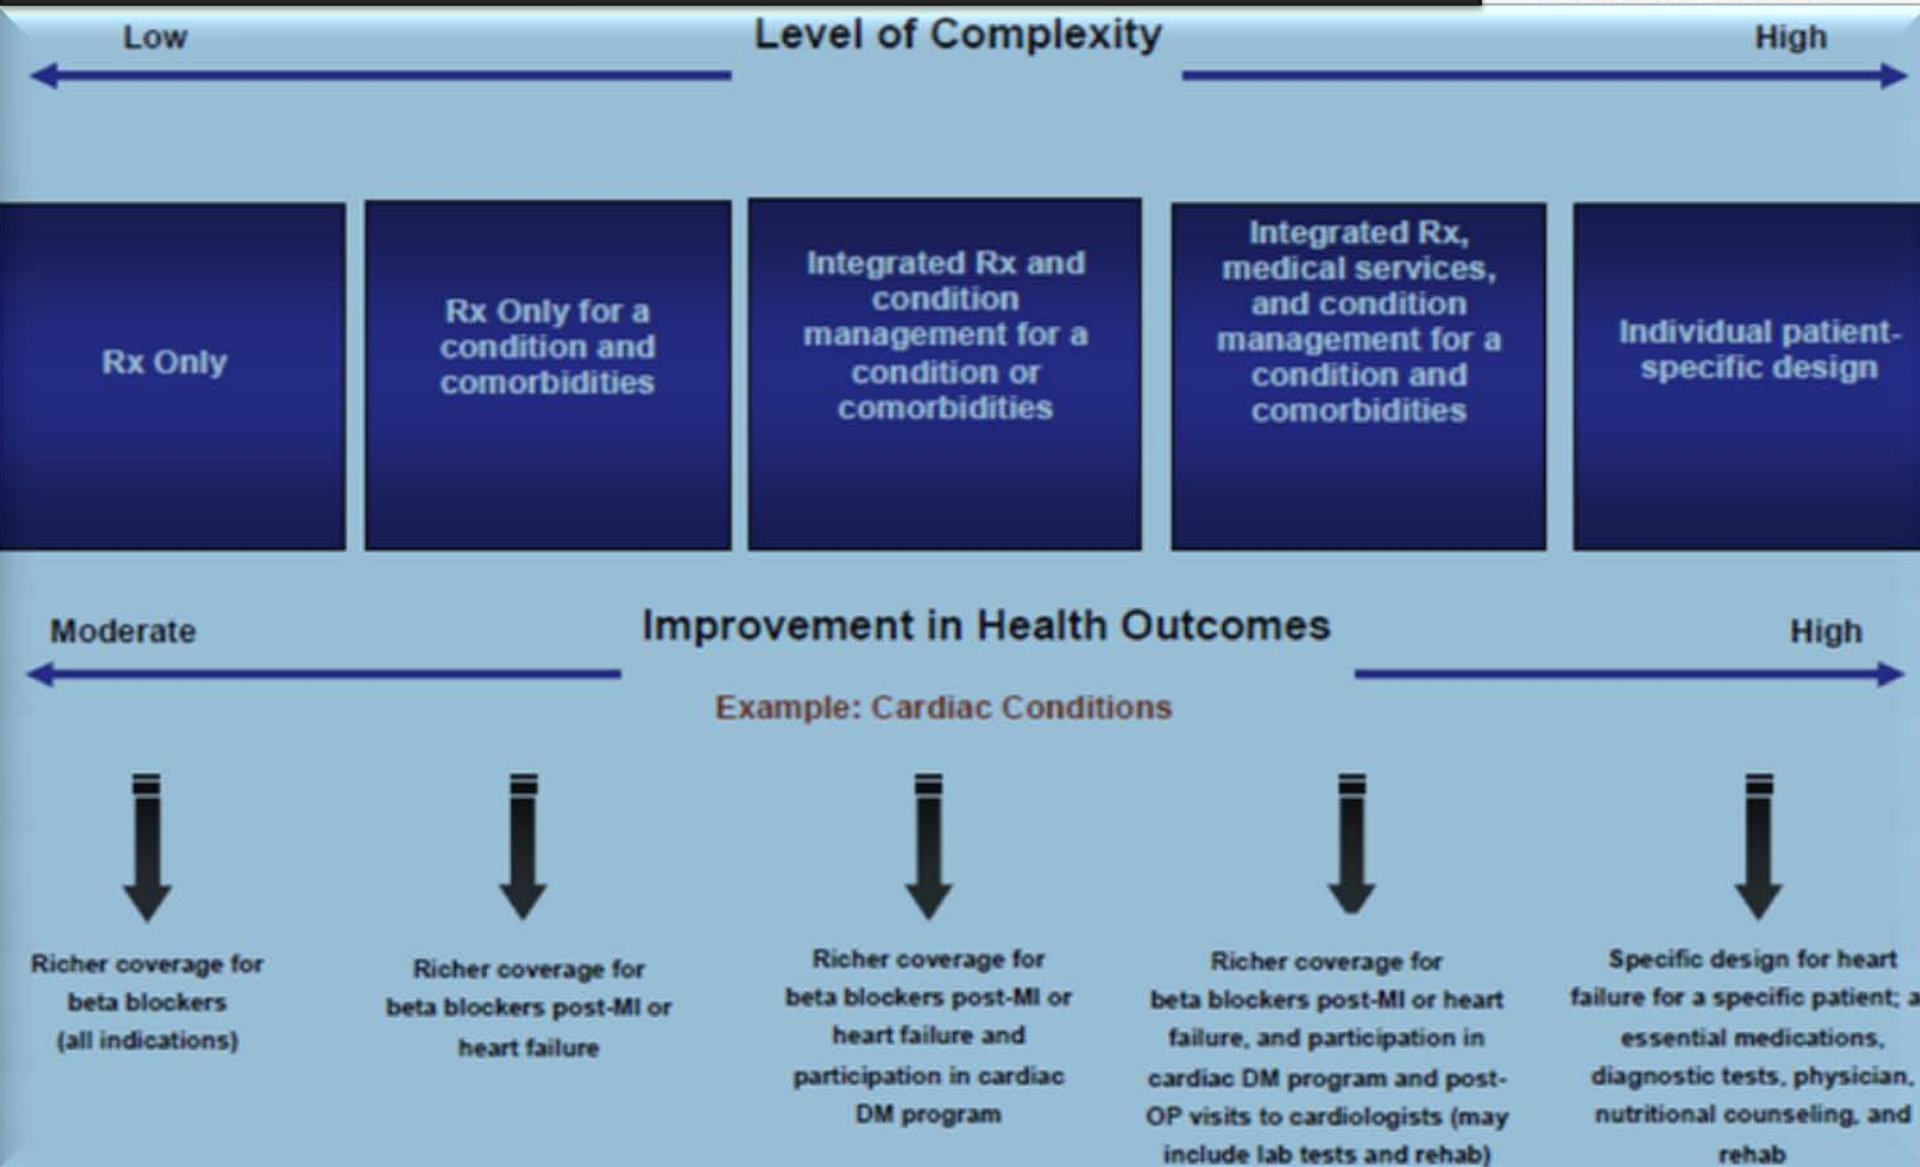 Low
Level of Complexity
High
Rx Only
Rx Only for a
condition and
comorbidities
Integrated Rx and
condition
management for a
condition or
comorbidities
Integrated Rx,
medical services,
and condition
management for a
condition and
comorbidities
Individual patient-
specific design
Moderate
Improvement in Health Outcomes
High
Example: Cardiac Conditions
Richer coverage for
beta blockers
(all indications)
Richer coverage for
beta blockers post-MI or
heart failure
Richer coverage for
beta blockers post-MI or
heart failure and
participation in cardiac
DM program
Richer coverage for
beta blockers post-MI or heart
failure, and participation in
cardiac DM program and post-
OP visits to cardiologists (may
include lab tests and rehab)
Specific design for heart
failure for a specific patient;
essential medications,
diagnostic tests, physician,
nutritional counseling, and
rehab